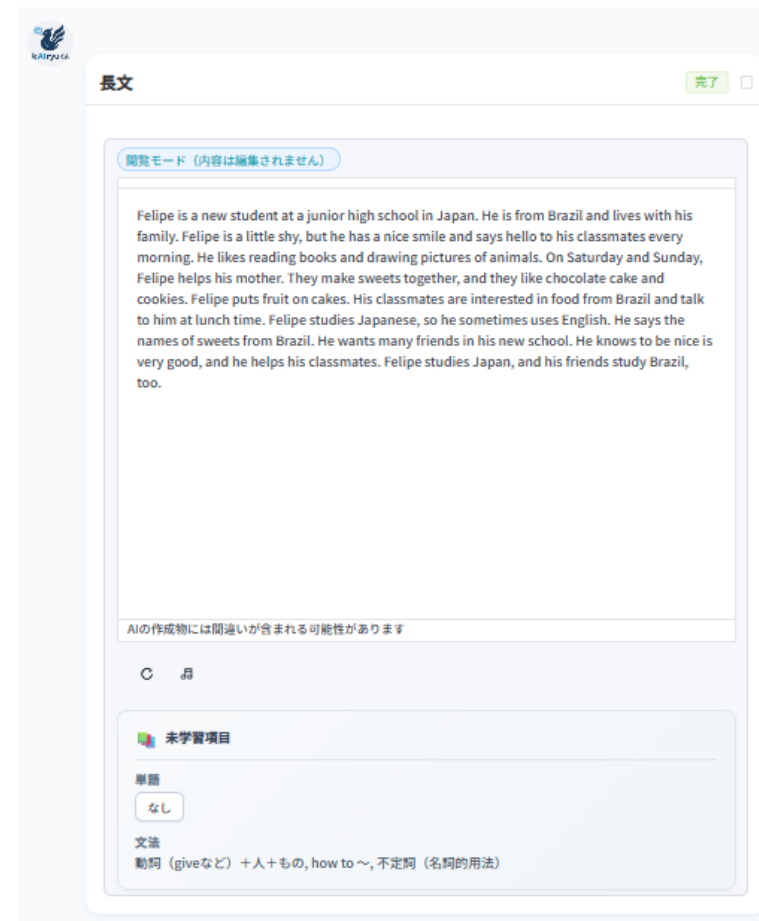 kAIryu.ca
長文
完了
閲覧モード（内容は編集されません）
Felipe is a new student at a junior high school in Japan. He is from Brazil and lives with his
family. Felipe is a little shy, but he has a nice smile and says hello to his classmates every
morning. He likes reading books and drawing pictures of animals. On Saturday and Sunday,
Felipe helps his mother. They make sweets together, and they like chocolate cake and
cookies. Felipe puts fruit on cakes. His classmates are interested in food from Brazil and talk
to him at lunch time. Felipe studies Japanese, so he sometimes uses English. He says the
names of sweets from Brazil. He wants many friends in his new school. He knows to be nice is
very good, and he helps his classmates. Felipe studies Japan, and his friends study Brazil,
too.
AIの作成物には間違いが含まれる可能性があります
未学習項目
単語
なし
文法
動詞（giveなど）＋人＋もの, how to ～, 不定詞（名詞的用法）